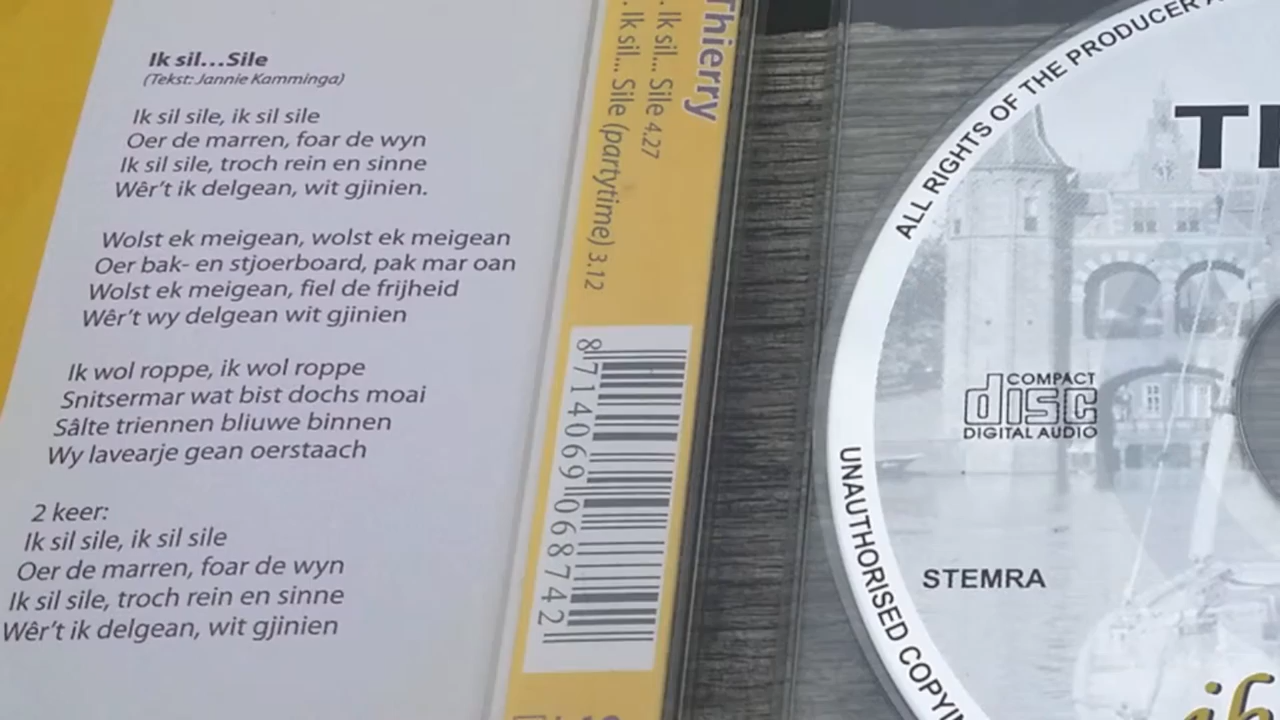 Ik sil...Sile
(Tekst: Jannie Kamminga)
Ik sil sile, ik sil sile
Oer de marren, foar de wyn
Ik sil sile, troch rein en sinne
Wêr't ik delgean, wit gjinien.
Wolst ek meigean, wolst ek meigean
Oer bak- en stjoerboard, pak mar oan
Wolst ek meigean, fiel de frijheid
Wêr't wy delgean wit gjinien
Ik wol roppe, ik wol roppe
Snitsermar wat bist dochs moai
Sâlte triennen bliuwe binnen
Wy lavearje gean oerstaach
2 keer:
Ik sil sile, ik sil sile
Oer de marren, foar de wyn
Ik sil sile, troch rein en sinne
Wêr't ik delgean, wit gjinien
Thierry
. Ik sil... Sile 4.27
. Ik sil... Sile (partytime) 3.12
8714069068742
ALL RIGHTS OF THE PRODUCER
COMPACT
disc
DIGITAL AUDIO
STEMRA
UNAUTHORISED